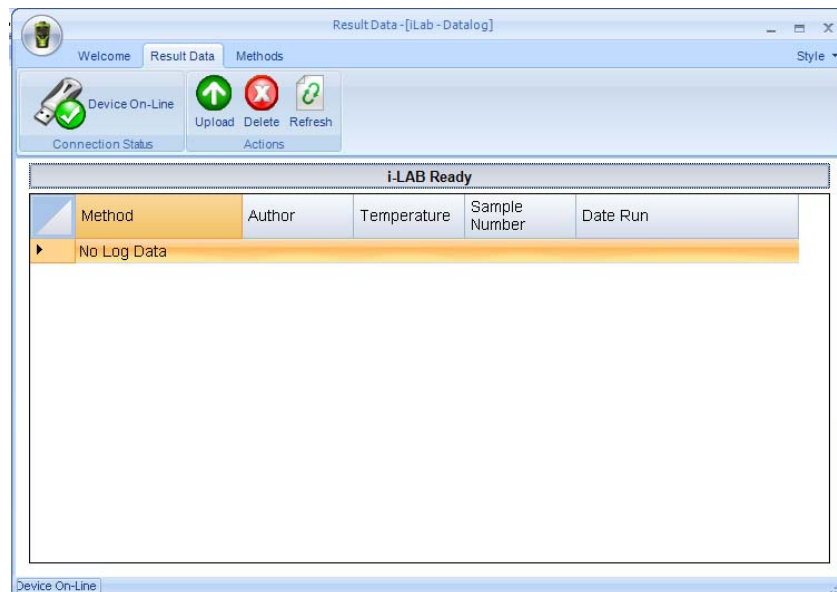 Result Data - [iLab - Datalog]
Welcome Result Data Methods Style
Device On-Line
Upload Delete Refresh
Connection Status Actions
i-LAB Ready
Method Author Temperature Sample Number Date Run
No Log Data
Device On-Line